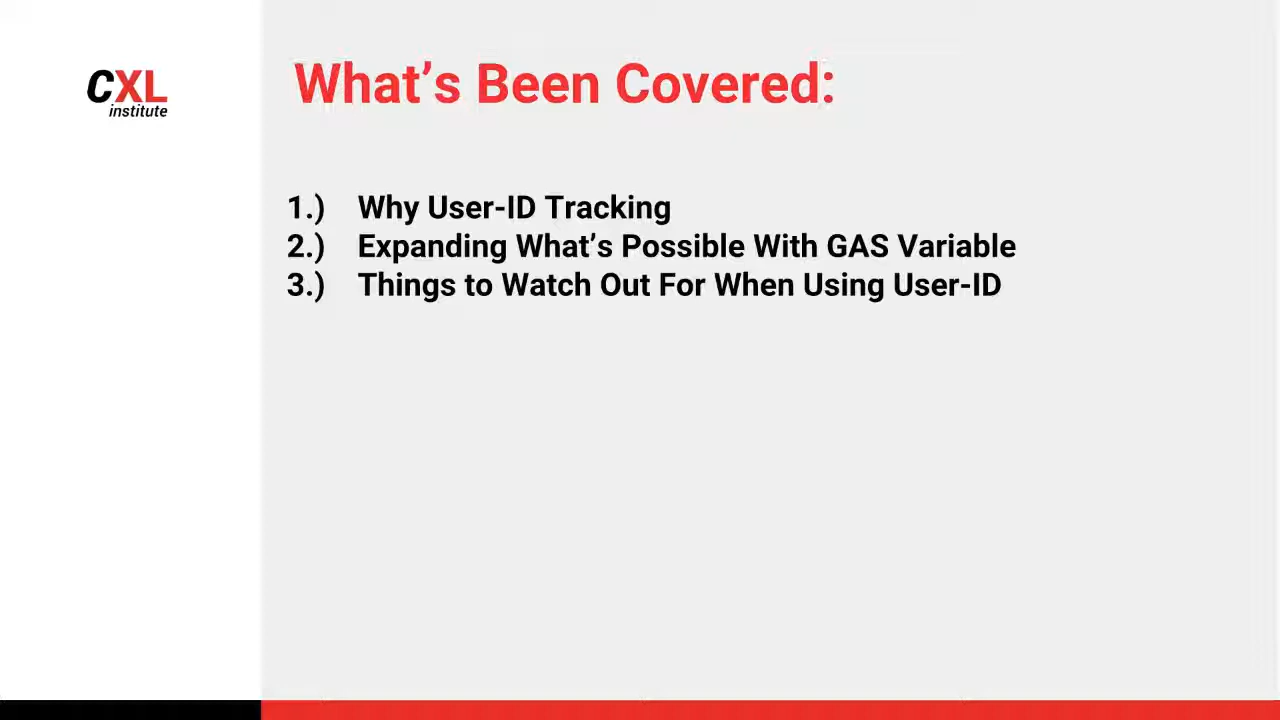 CXL
institute
What’s Been Covered:
1.) Why User-ID Tracking
2.) Expanding What’s Possible With GAS Variable
3.) Things to Watch Out For When Using User-ID